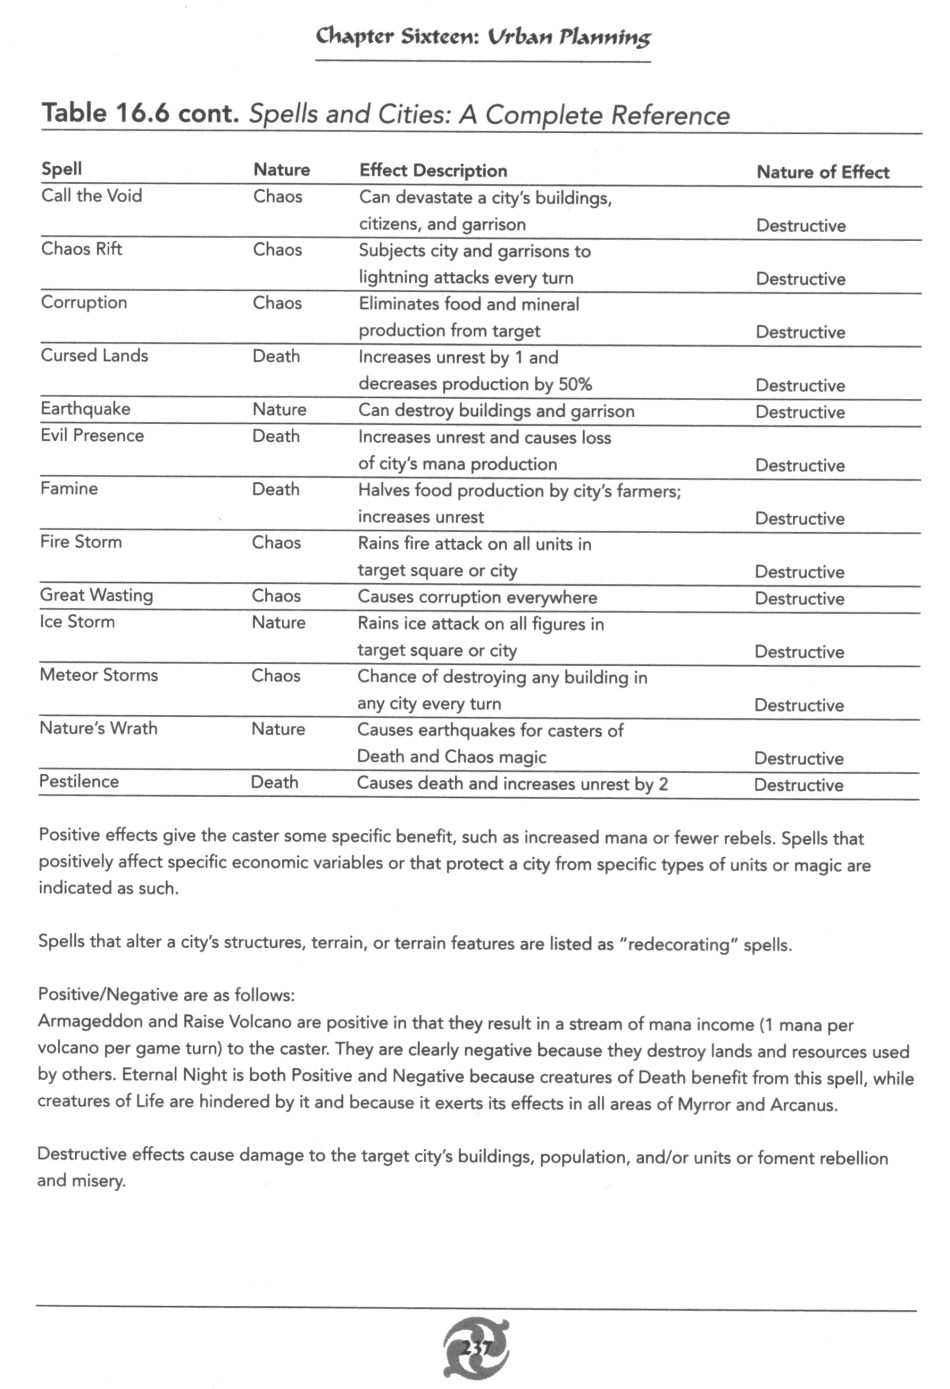 Chapter Sixteen: Urban Planning
Table 16.6 cont. Spells and Cities: A Complete Reference
Spell Nature Effect Description Nature of Effect
Call the Void Chaos Can devastate a city's buildings,
citizens, and garrison Destructive
Chaos Rift Chaos Subjects city and garrisons to
lightning attacks every turn Destructive
Corruption Chaos Eliminates food and mineral
production from target Destructive
Cursed Lands Death Increases unrest by 1 and
decreases production by 50% Destructive
Earthquake Nature Can destroy buildings and garrison Destructive
Evil Presence Death Increases unrest and causes loss
of city's mana production Destructive
Famine Death Halves food production by city's farmers;
increases unrest Destructive
Fire Storm Chaos Rains fire attack on all units in
target square or city Destructive
Great Wasting Chaos Causes corruption everywhere Destructive
Ice Storm Nature Rains ice attack on all figures in
target square or city Destructive
Meteor Storms Chaos Chance of destroying any building in
any city every turn Destructive
Nature's Wrath Nature Causes earthquakes for casters of
Death and Chaos magic Destructive
Pestilence Death Causes death and increases unrest by 2 Destructive
Positive effects give the caster some specific benefit, such as increased mana or fewer rebels. Spells that
positively affect specific economic variables or that protect a city from specific types of units or magic are
indicated as such.
Spells that alter a city's structures, terrain, or terrain features are listed as "redecorating" spells.
Positive/Negative are as follows:
Armageddon and Raise Volcano are positive in that they result in a stream of mana income (1 mana per
volcano per game turn) to the caster. They are clearly negative because they destroy lands and resources used
by others. Eternal Night is both Positive and Negative because creatures of Death benefit from this spell, while
creatures of Life are hindered by it and because it exerts its effects in all areas of Myrror and Arcanus.
Destructive effects cause damage to the target city's buildings, population, and/or units or foment rebellion
and misery.
237